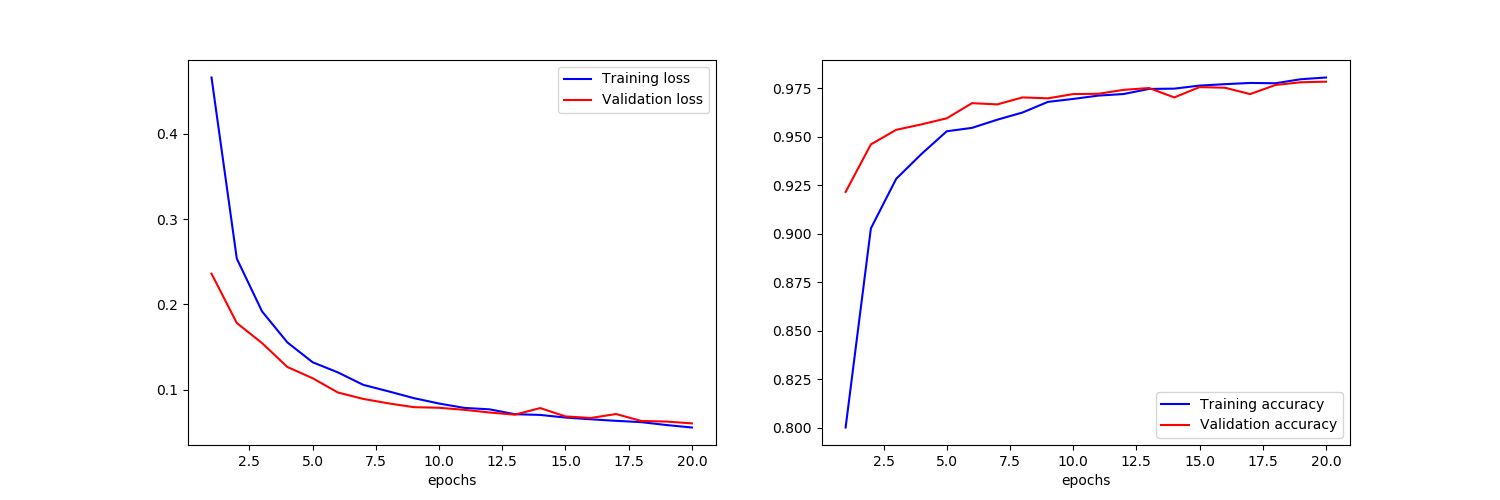 Training loss
Validation loss
0.4
0.3
0.2
0.1
2.5 5.0 7.5 10.0 12.5 15.0 17.5 20.0
epochs
0.975
0.950
0.925
0.900
0.875
0.850
0.825
0.800
Training accuracy
Validation accuracy
2.5 5.0 7.5 10.0 12.5 15.0 17.5 20.0
epochs